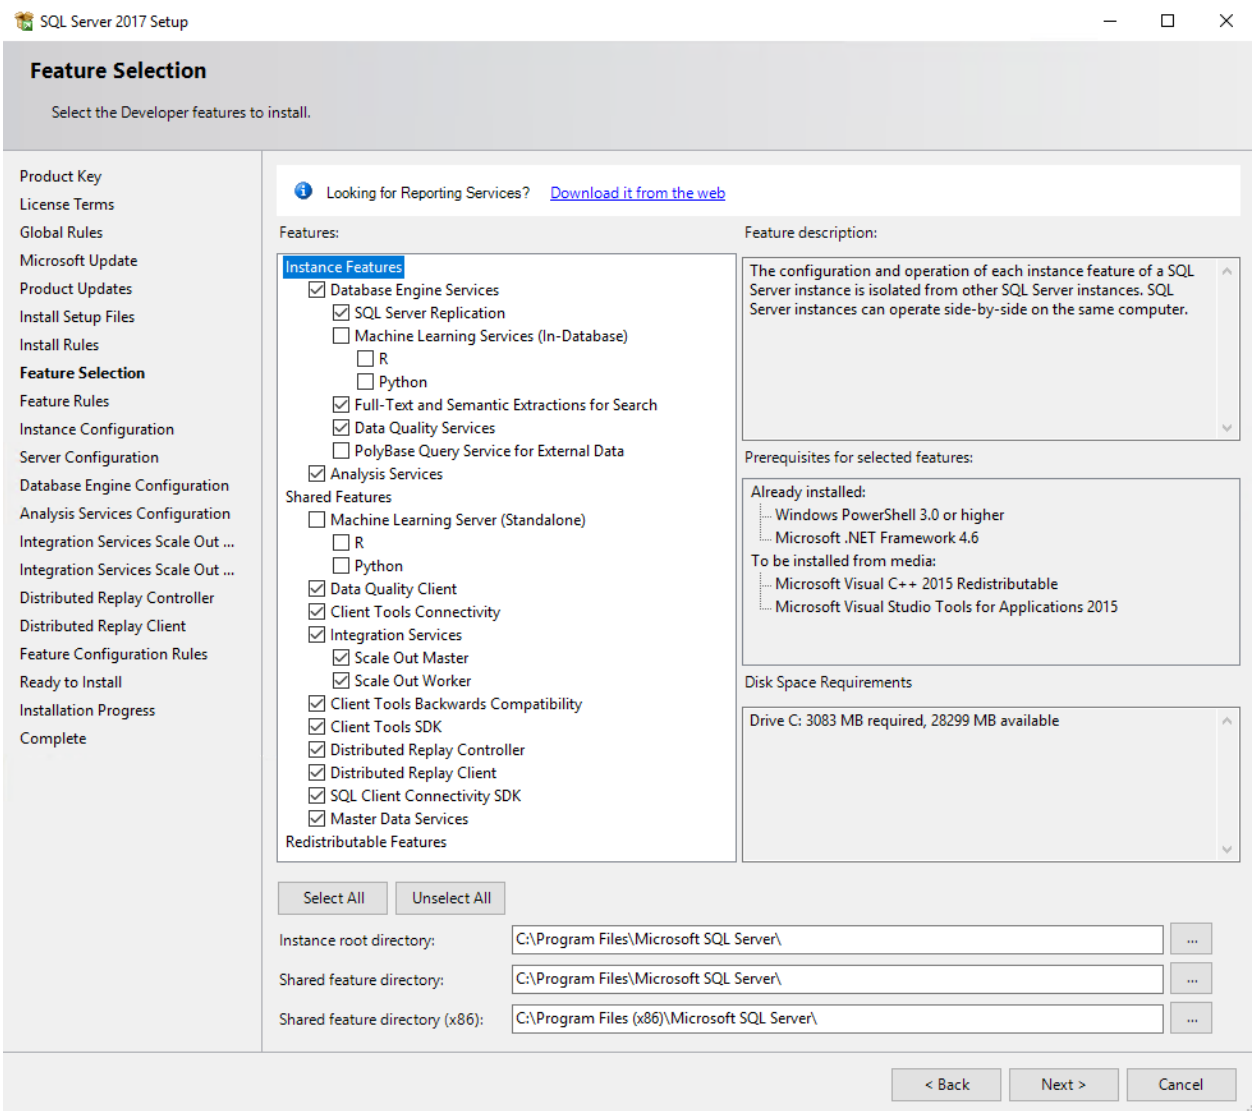 SQL Server 2017 Setup
Feature Selection
Select the Developer features to install.
Product Key
License Terms
Global Rules
Microsoft Update
Product Updates
Install Setup Files
Install Rules
Feature Selection
Feature Rules
Instance Configuration
Server Configuration
Database Engine Configuration
Analysis Services Configuration
Integration Services Scale Out ...
Integration Services Scale Out ...
Distributed Replay Controller
Distributed Replay Client
Feature Configuration Rules
Ready to Install
Installation Progress
Complete
Looking for Reporting Services? Download it from the web
Features:
Instance Features
Database Engine Services
SQL Server Replication
Machine Learning Services (In-Database)
R
Python
Full-Text and Semantic Extractions for Search
Data Quality Services
PolyBase Query Service for External Data
Analysis Services
Shared Features
Machine Learning Server (Standalone)
R
Python
Data Quality Client
Client Tools Connectivity
Integration Services
Scale Out Master
Scale Out Worker
Client Tools Backwards Compatibility
Client Tools SDK
Distributed Replay Controller
Distributed Replay Client
SQL Client Connectivity SDK
Master Data Services
Redistributable Features
Feature description:
The configuration and operation of each instance feature of a SQL
Server instance is isolated from other SQL Server instances. SQL
Server instances can operate side-by-side on the same computer.
Prerequisites for selected features:
Already installed:
Windows PowerShell 3.0 or higher
Microsoft .NET Framework 4.6
To be installed from media:
Microsoft Visual C++ 2015 Redistributable
Microsoft Visual Studio Tools for Applications 2015
Disk Space Requirements
Drive C: 3083 MB required, 28299 MB available
Select All
Unselect All
Instance root directory: C:\Program Files\Microsoft SQL Server\ ...
Shared feature directory: C:\Program Files\Microsoft SQL Server\ ...
Shared feature directory (x86): C:\Program Files (x86)\Microsoft SQL Server\ ...
< Back
Next >
Cancel